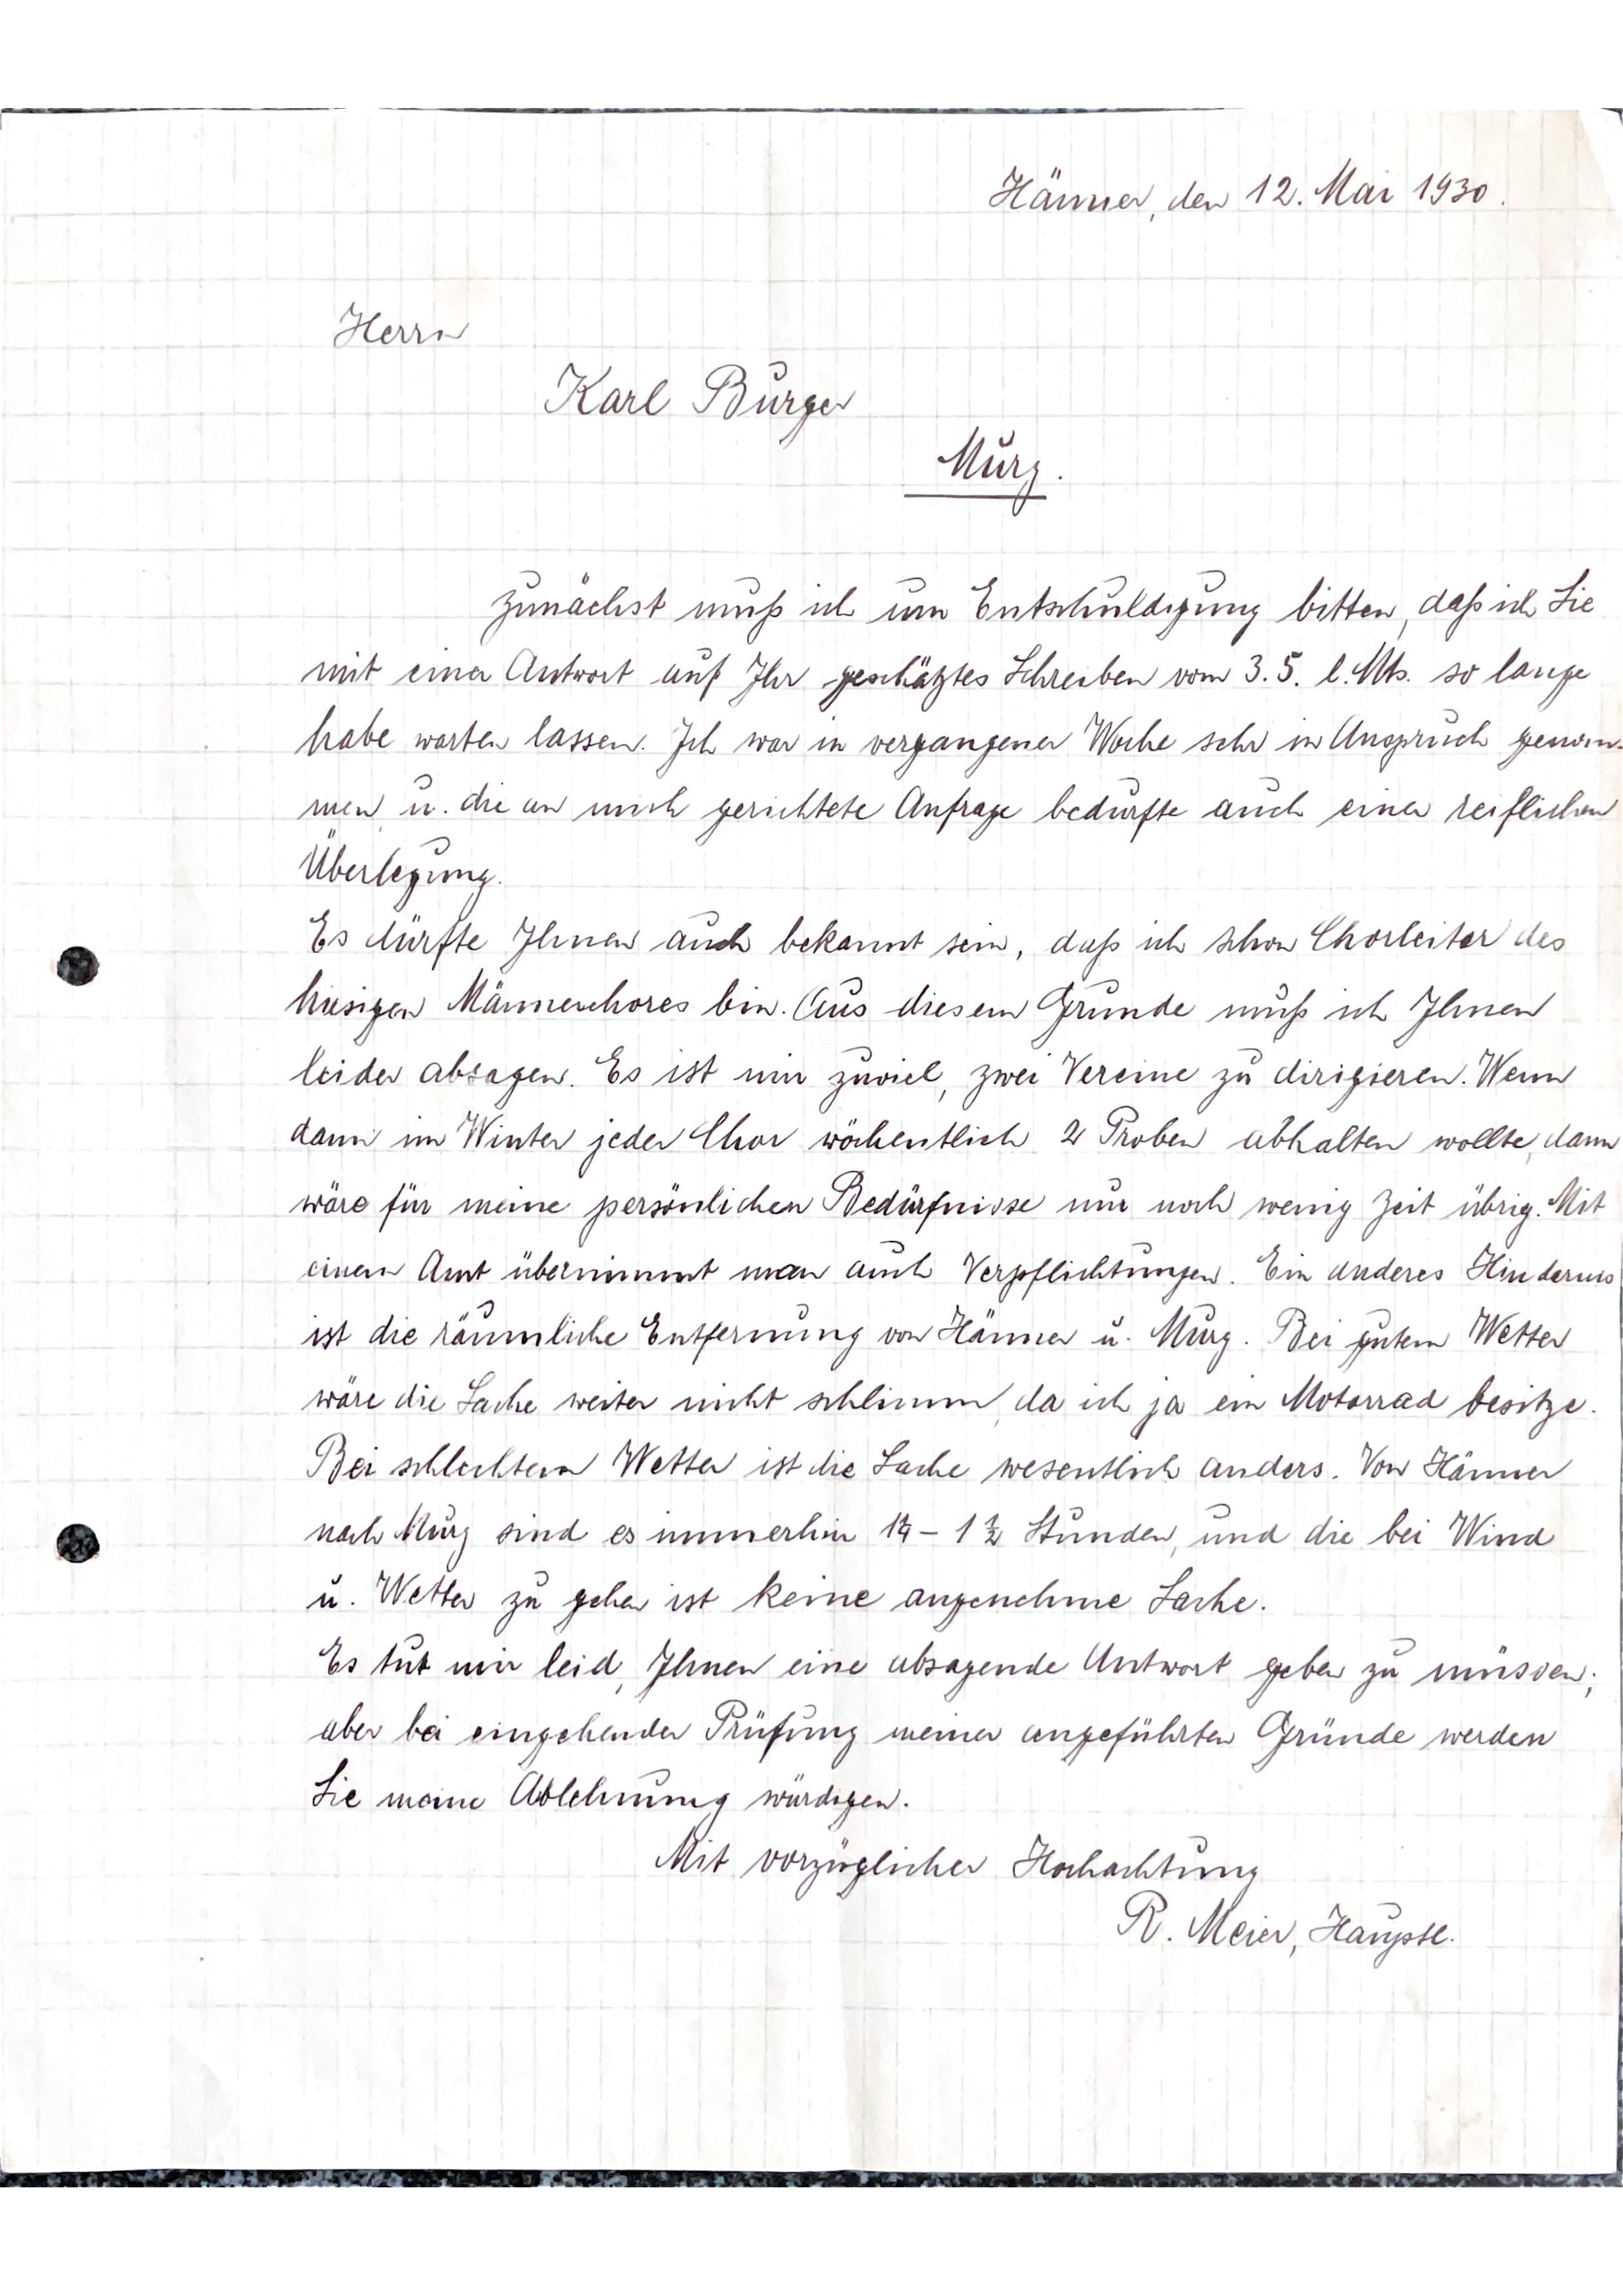 Hänner, den 12. Mai 1930.
Herrn
Karl Burger
Murg.
Zunächst muß ich um Entschuldigung bitten, daß ich Sie
mit einer Antwort auf Ihr geschätztes Schreiben vom 3.5. l. Mts. so lange
habe warten lassen. Ich war in vergangener Woche sehr in Anspruch genom-
men u. die an mich gerichtete Anfrage bedurfte auch einer reiflichen
Überlegung.
Es dürfte Ihnen auch bekannt sein, daß ich schon Chorleiter des
hiesigen Männerchores bin. Aus diesem Grunde muß ich Ihnen
leider absagen. Es ist mir zuviel, zwei Vereine zu dirigieren. Wenn
dann im Winter jeder Chor wöchentlich 2 Proben abhalten wollte, dann
wäre für meine persönlichen Bedürfnisse nur noch wenig Zeit übrig. Mit
einem Amt übernimmt man auch Verpflichtungen. Ein anderes Hindernis
ist die räumliche Entfernung von Hänner u. Murg. Bei gutem Wetter
wäre die Sache weiter nicht schlimm, da ich ja ein Motorrad besitze.
Bei schlechtem Wetter ist die Sache wesentlich anders. Von Hänner
nach Murg sind es immerhin 1¼ – 1½ Stunden, und die bei Wind
u. Wetter zu gehen ist keine angenehme Sache.
Es tut mir leid, Ihnen eine absagende Antwort geben zu müssen;
aber bei eingehender Prüfung meiner angeführten Gründe werden
Sie meine Ablehnung würdigen.
Mit vorzüglicher Hochachtung
R. Meier, Hauptl.